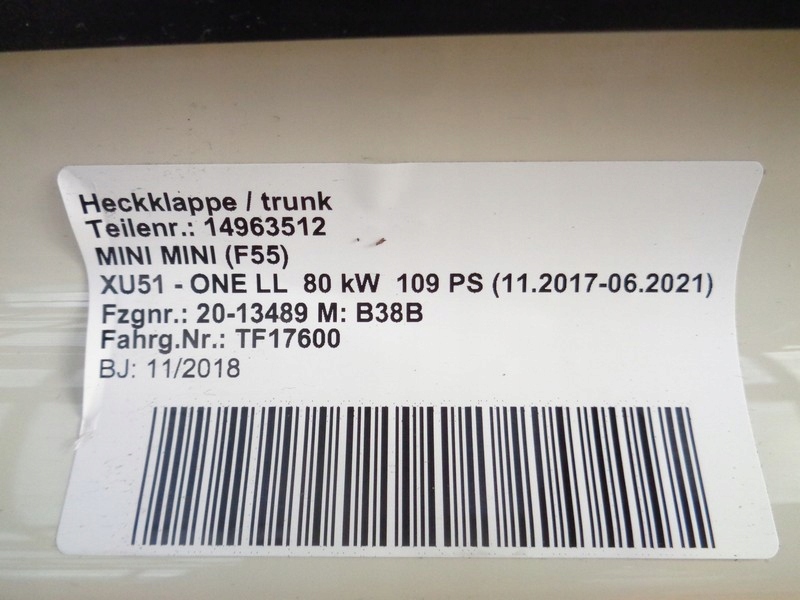 Heckklappe / trunk
Teilenr.: 14963512
MINI MINI (F55)
XU51 - ONE LL 80 kW 109 PS (11.2017-06.2021)
Fzgnr.: 20-13489 M: B38B
Fahrg.Nr.: TF17600
BJ: 11/2018